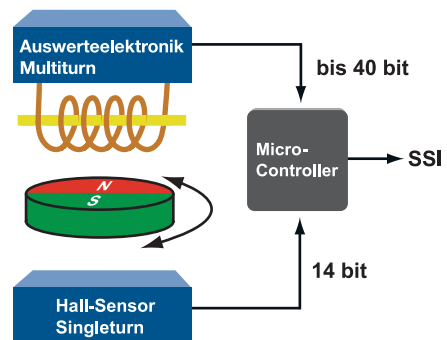 Auswerteelektronik
Multiturn
bis 40 bit
Micro-
Controller
SSI
N
S
14 bit
Hall-Sensor
Singleturn